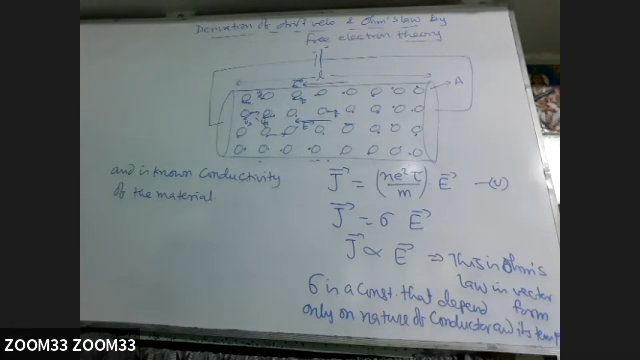 Derivation of drift velo & Ohm's law by
free electron theory
l
E
A
and is known Conductivity
of the material
J = (ne²τ/m) E —(v)
J = σ E
J ∝ E ⇒ This is Ohm's
law in vector
form
σ is a const. that depend
only on nature of Conductor and its temp
ZOOM33 ZOOM33